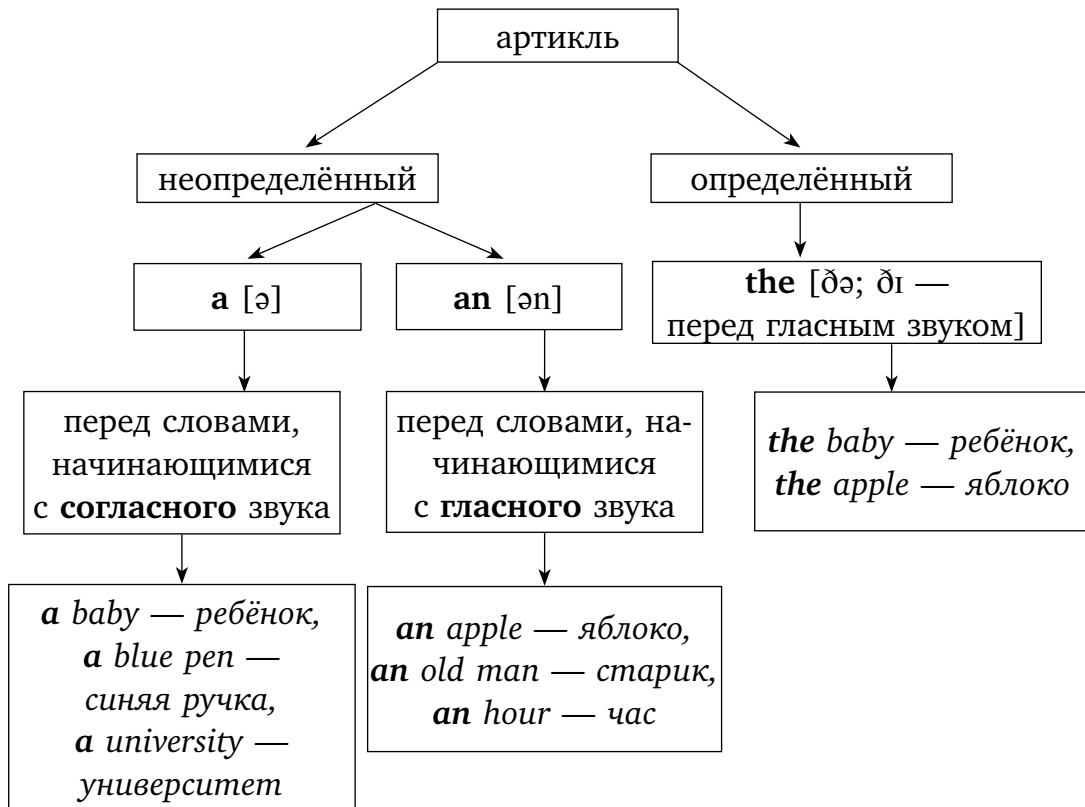 артикль
неопределённый
определённый
a [ə]
an [ən]
the [ðə; ðɪ —
перед гласным звуком]
перед словами,
начинающимися
с согласного звука
перед словами, на-
чинающимися
с гласного звука
the baby — ребёнок,
the apple — яблоко
a baby — ребёнок,
a blue pen —
синяя ручка,
a university —
университет
an apple — яблоко,
an old man — старик,
an hour — час